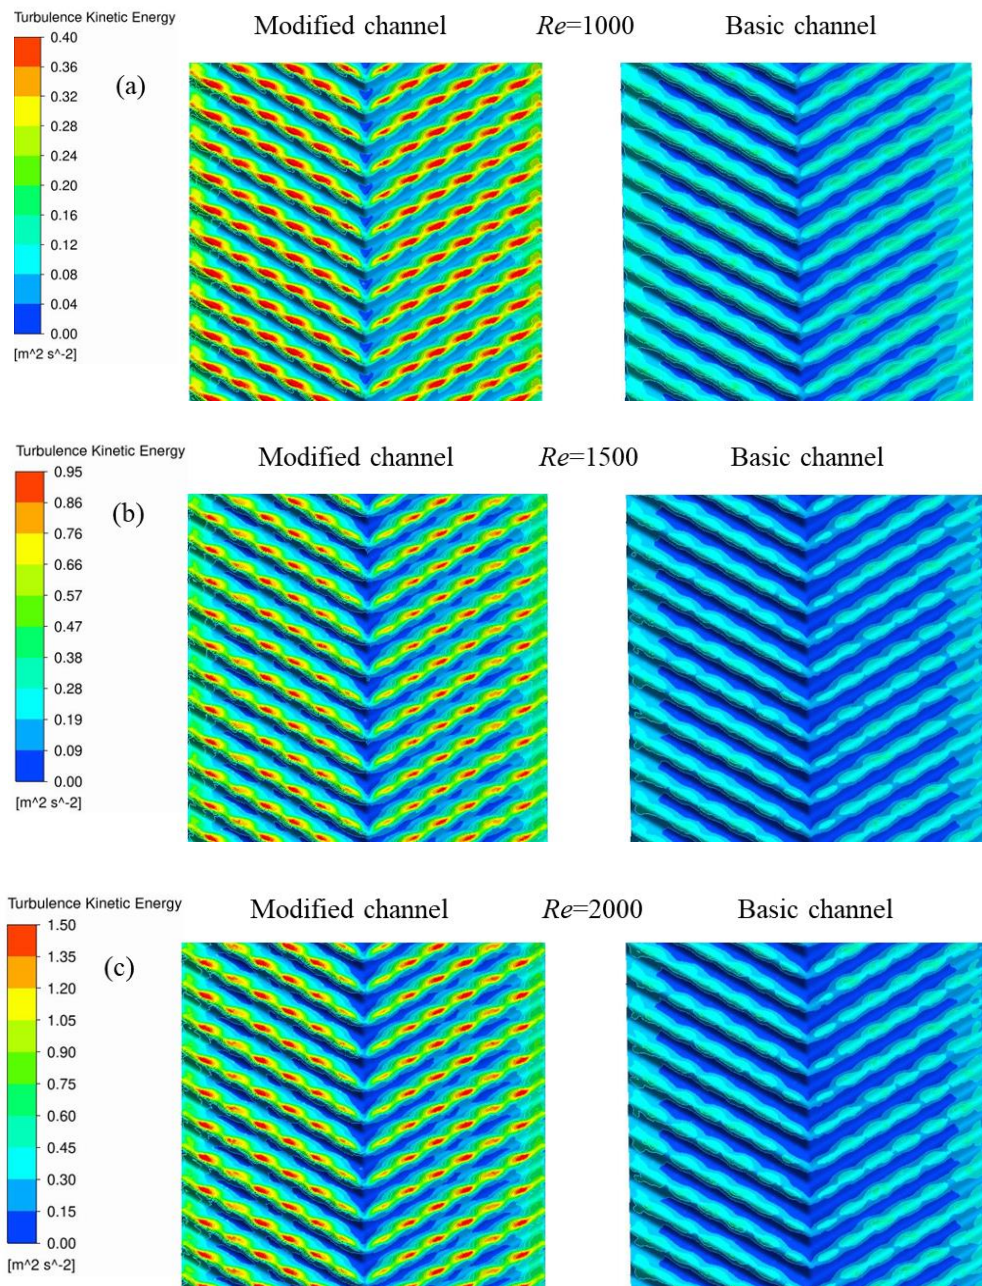 Modified channel Re=1000 Basic channel
Turbulence Kinetic Energy
(a)
0.40
0.36
0.32
0.28
0.24
0.20
0.16
0.12
0.08
0.04
0.00
[m^2 s^-2]
Modified channel Re=1500 Basic channel
Turbulence Kinetic Energy
(b)
0.95
0.86
0.76
0.66
0.57
0.47
0.38
0.28
0.19
0.09
0.00
[m^2 s^-2]
Modified channel Re=2000 Basic channel
Turbulence Kinetic Energy
(c)
1.50
1.35
1.20
1.05
0.90
0.75
0.60
0.45
0.30
0.15
0.00
[m^2 s^-2]